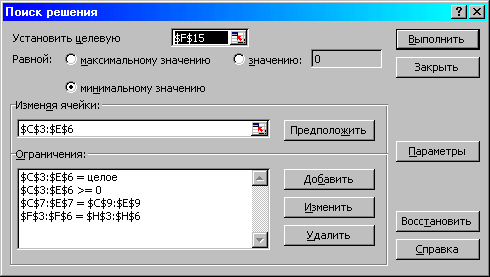 Поиск решения
Установить целевую $F$15 Выполнить
Равной: максимальному значению значению: 0 Закрыть
минимальному значению
Изменяя ячейки:
$C$3:$E$6 Предположить
Ограничения: Параметры
$C$3:$E$6 = целое Добавить
$C$3:$E$6 >= 0
$C$7:$E$7 = $C$9:$E$9 Изменить
$F$3:$F$6 = $H$3:$H$6 Восстановить
Удалить
Справка